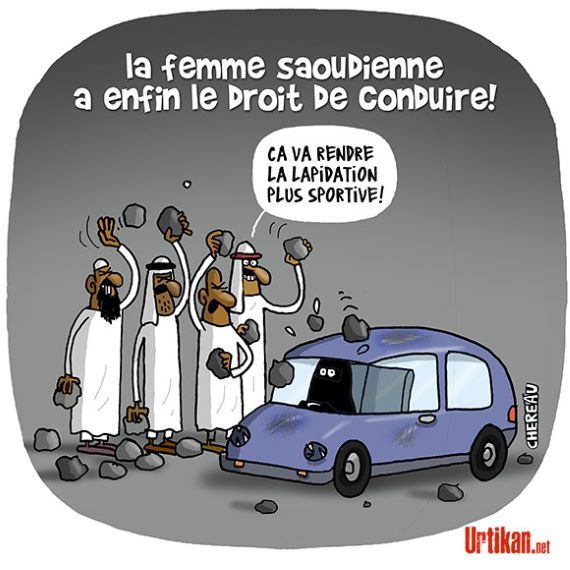 la femme saoudienne
a enfin le droit de conduire!
CA VA RENDRE
LA LAPIDATION
PLUS SPORTIVE!
CHEREAU
Urtikan.net